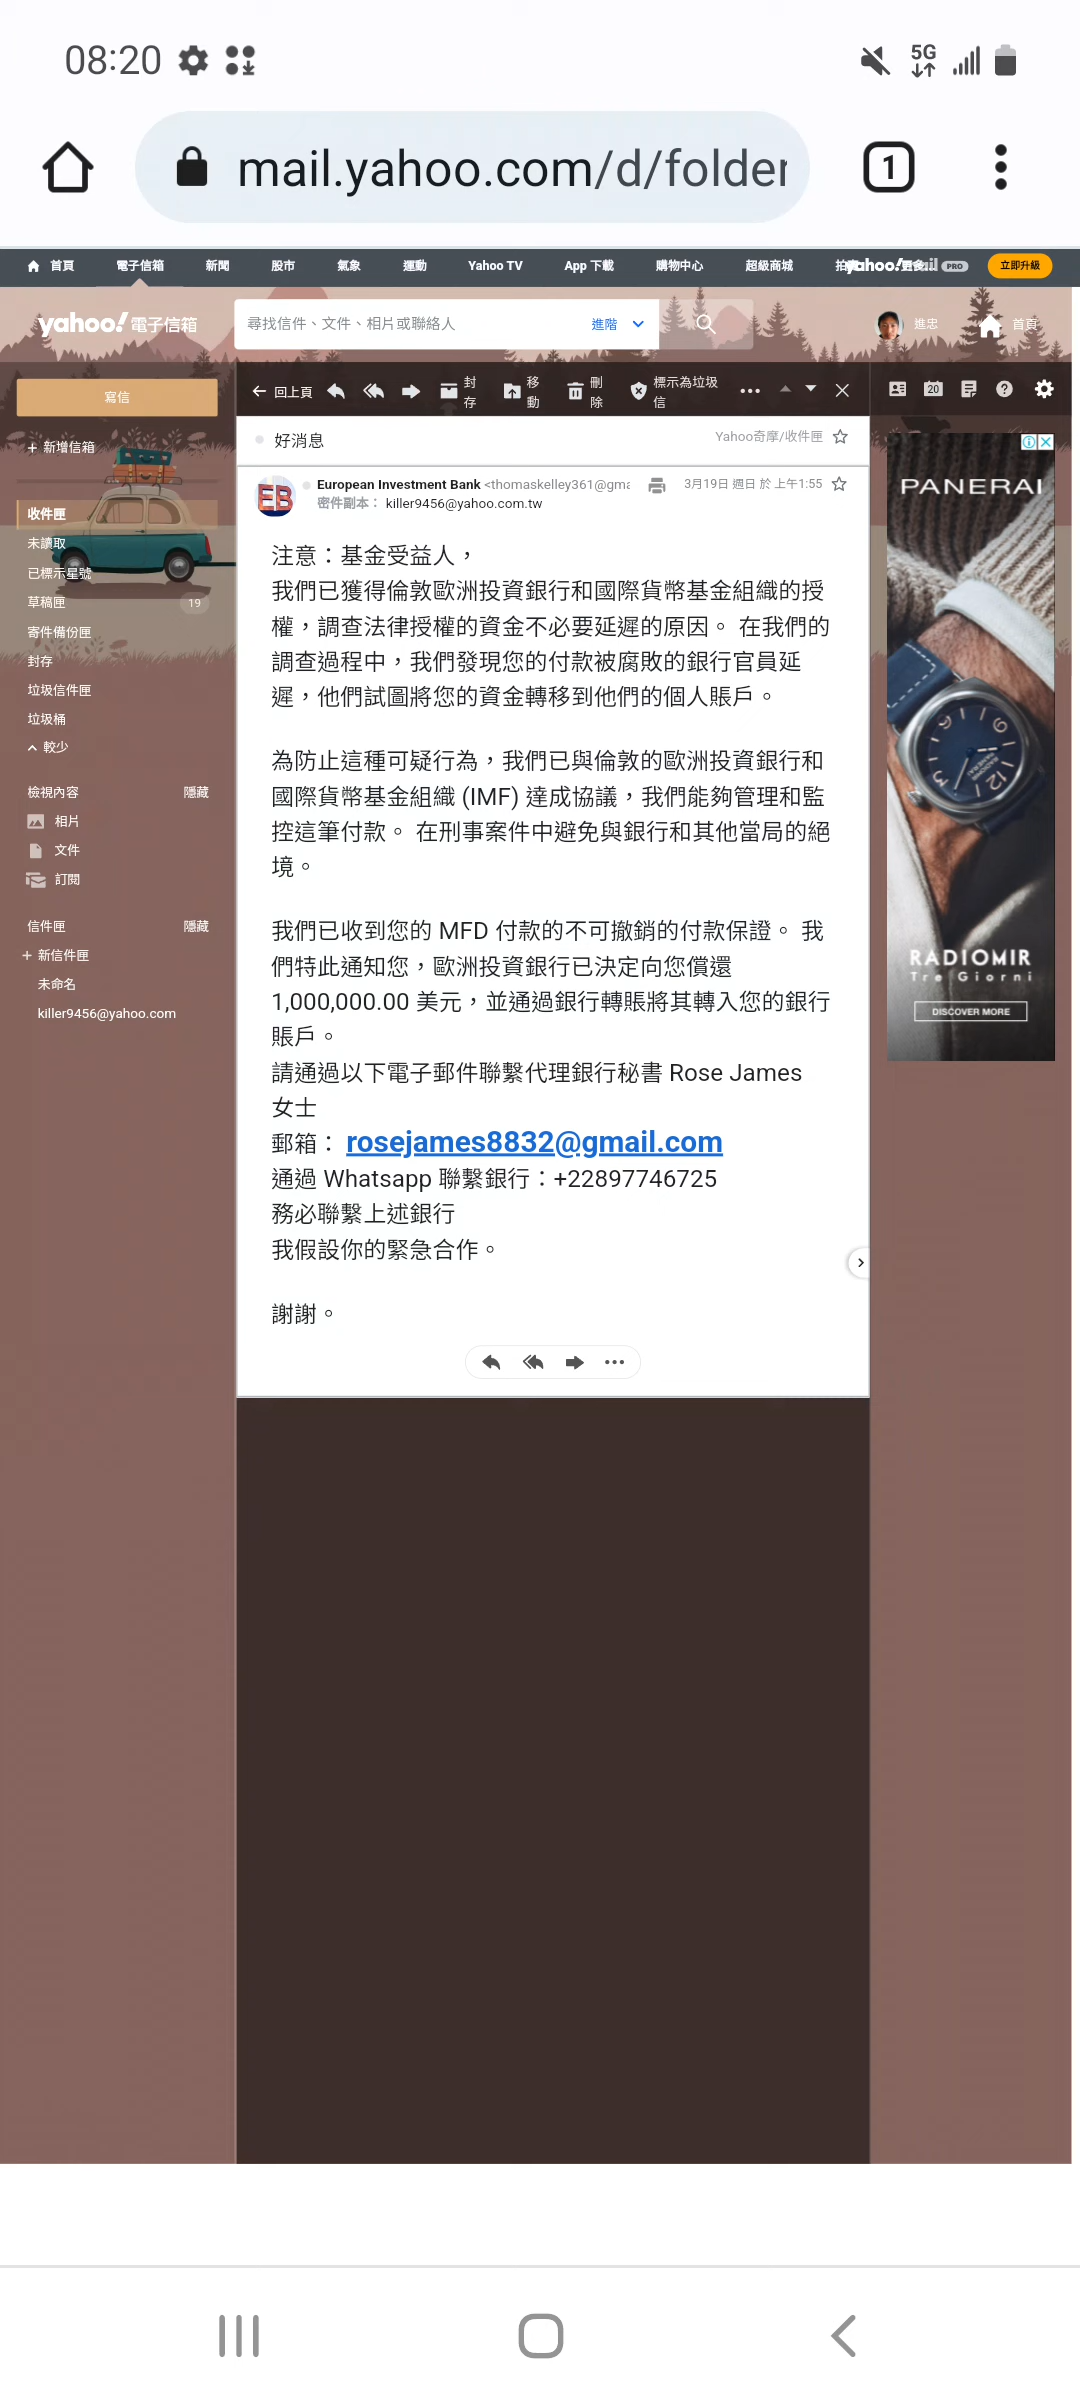 08:20
5G
mail.yahoo.com/d/folder
1
首頁 電子信箱 新聞 股市 氣象 運動 Yahoo TV App 下載 購物中心 超級商城 PRO 立即升級
yahoo! 電子信箱 尋找信件、文件、相片或聯絡人 進階 進忠 首頁
寫信 回上頁 封存 移動 刪除 標示為垃圾信 20
新增信箱
好消息 Yahoo奇摩/收件匣
European Investment Bank <thomaskelley361@gma 3月19日 週日 於 上午1:55
密件副本: killer9456@yahoo.com.tw
收件匣
未讀取
已標示星號
草稿匣 19
寄件備份匣
封存
垃圾信件匣
垃圾桶
較少
檢視內容 隱藏
相片
文件
訂閱
信件匣 隱藏
+ 新信件匣
未命名
killer9456@yahoo.com
注意:基金受益人,
我們已獲得倫敦歐洲投資銀行和國際貨幣基金組織的授
權,調查法律授權的資金不必要延遲的原因。 在我們的
調查過程中,我們發現您的付款被腐敗的銀行官員延
遲,他們試圖將您的資金轉移到他們的個人賬戶。
為防止這種可疑行為,我們已與倫敦的歐洲投資銀行和
國際貨幣基金組織 (IMF) 達成協議,我們能夠管理和監
控這筆付款。 在刑事案件中避免與銀行和其他當局的絕
境。
我們已收到您的 MFD 付款的不可撤銷的付款保證。 我
們特此通知您,歐洲投資銀行已決定向您償還
1,000,000.00 美元,並通過銀行轉賬將其轉入您的銀行
賬戶。
請通過以下電子郵件聯繫代理銀行秘書 Rose James
女士
郵箱: rosejames8832@gmail.com
通過 Whatsapp 聯繫銀行:+22897746725
務必聯繫上述銀行
我假設你的緊急合作。
謝謝。
PANERAI
RADIOMIR
Tre Giorni
DISCOVER MORE